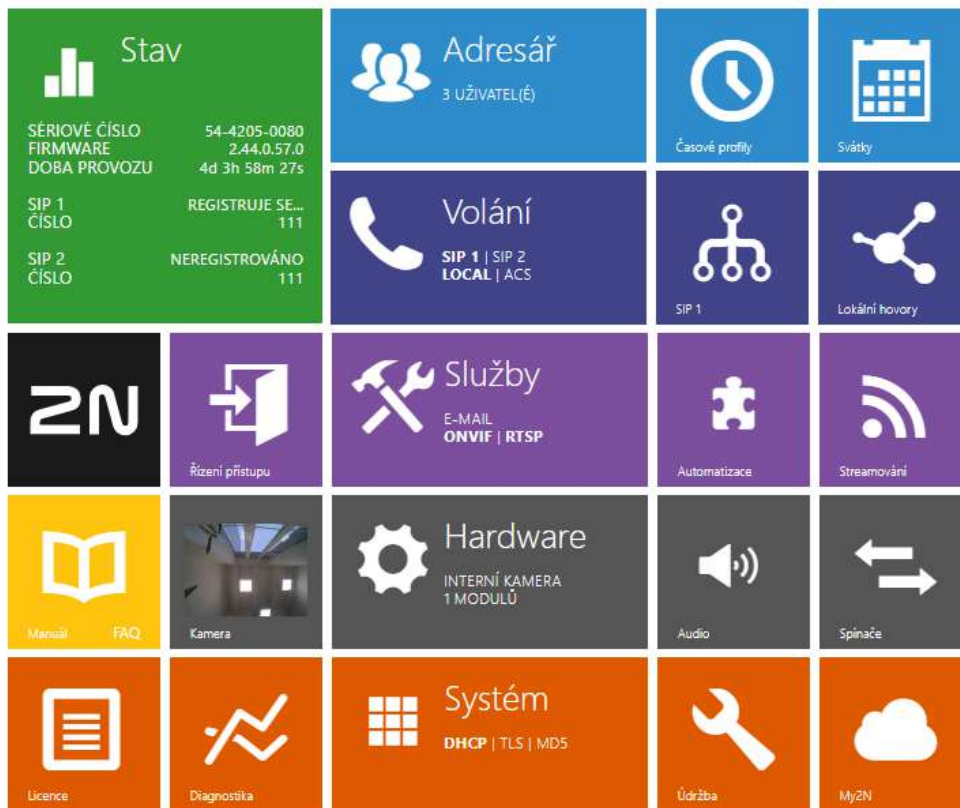 Stav
SÉRIOVÉ ČÍSLO 54-4205-0080
FIRMWARE 2.44.0.57.0
DOBA PROVOZU 4d 3h 58m 27s
SIP 1 REGISTRUJE SE...
ČÍSLO 111
SIP 2 NEREGISTROVÁNO
ČÍSLO 111
Adresář
3 UŽIVATEL(É)
Časové profily
Svátky
Volání
SIP 1 | SIP 2
LOCAL | ACS
SIP 1
Lokální hovory
2N
Řízení přístupu
Služby
E-MAIL
ONVIF | RTSP
Automatizace
Streamování
Manuál FAQ
Kamera
Hardware
INTERNÍ KAMERA
1 MODULŮ
Audio
Spínače
Licence
Diagnostika
Systém
DHCP | TLS | MD5
Údržba
My2N